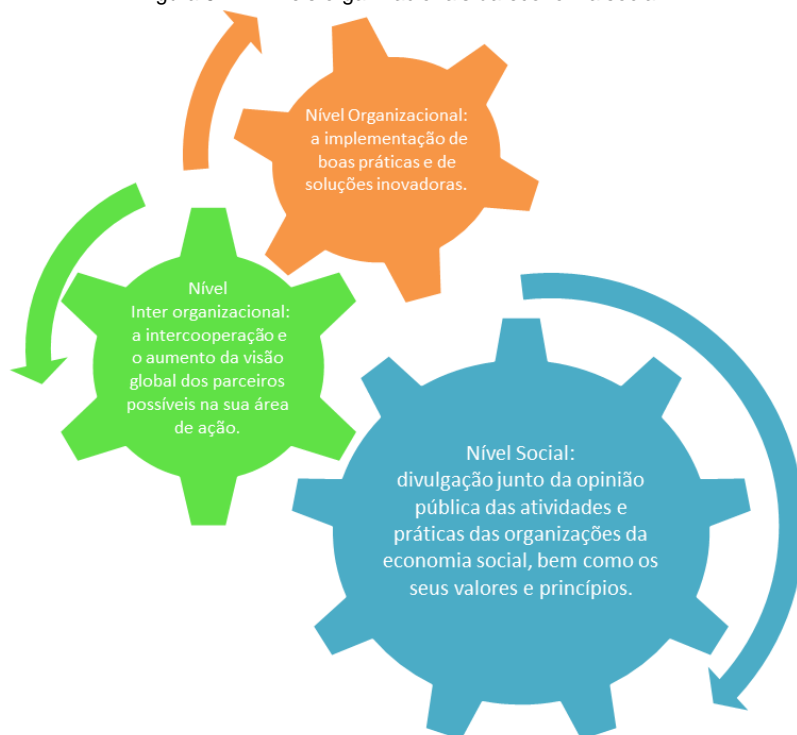 Nível Organizacional:
a implementação de
boas práticas e de
soluções inovadoras.
Nível
Inter organizacional:
a intercooperação e
o aumento da visão
global dos parceiros
possíveis na sua área
de ação.
Nível Social:
divulgação junto da opinião
pública das atividades e
práticas das organizações da
economia social, bem como os
seus valores e princípios.